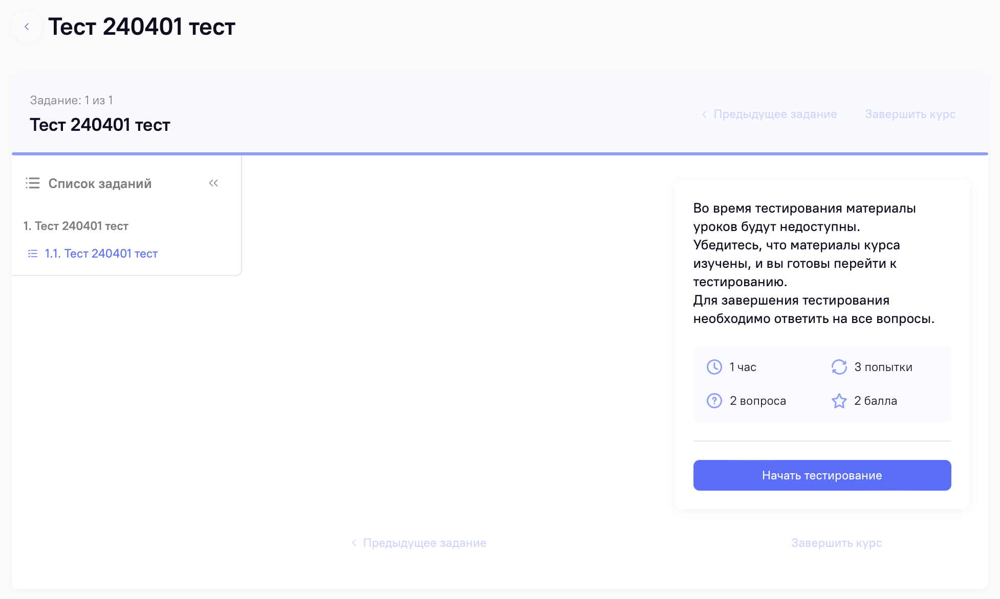 Тест 240401 тест
Задание: 1 из 1
Тест 240401 тест
Предыдущее задание
Завершить курс
Список заданий
1. Тест 240401 тест
1.1. Тест 240401 тест
Во время тестирования материалы
уроков будут недоступны.
Убедитесь, что материалы курса
изучены, и вы готовы перейти к
тестированию.
Для завершения тестирования
необходимо ответить на все вопросы.
1 час
3 попытки
2 вопроса
2 балла
Начать тестирование
Предыдущее задание
Завершить курс